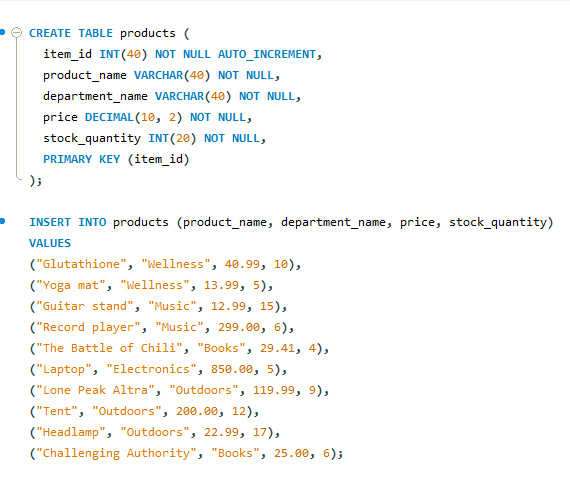 CREATE TABLE products (
item_id INT(40) NOT NULL AUTO_INCREMENT,
product_name VARCHAR(40) NOT NULL,
department_name VARCHAR(40) NOT NULL,
price DECIMAL(10, 2) NOT NULL,
stock_quantity INT(20) NOT NULL,
PRIMARY KEY (item_id)
);
INSERT INTO products (product_name, department_name, price, stock_quantity)
VALUES
("Glutathione", "Wellness", 40.99, 10),
("Yoga mat", "Wellness", 13.99, 5),
("Guitar stand", "Music", 12.99, 15),
("Record player", "Music", 299.00, 6),
("The Battle of Chili", "Books", 29.41, 4),
("Laptop", "Electronics", 850.00, 5),
("Lone Peak Altra", "Outdoors", 119.99, 9),
("Tent", "Outdoors", 200.00, 12),
("Headlamp", "Outdoors", 22.99, 17),
("Challenging Authority", "Books", 25.00, 6);